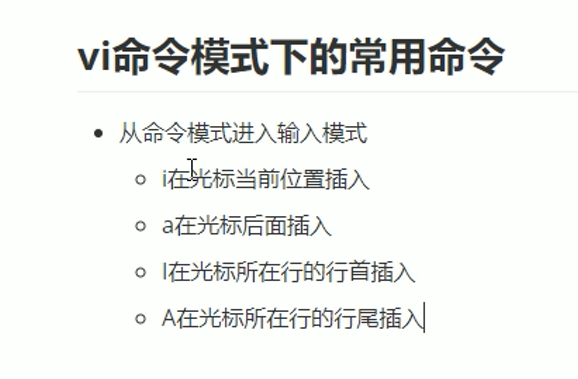 vi命令模式下的常用命令
从命令模式进入输入模式
i在光标当前位置插入
a在光标后面插入
I在光标所在行的行首插入
A在光标所在行的行尾插入